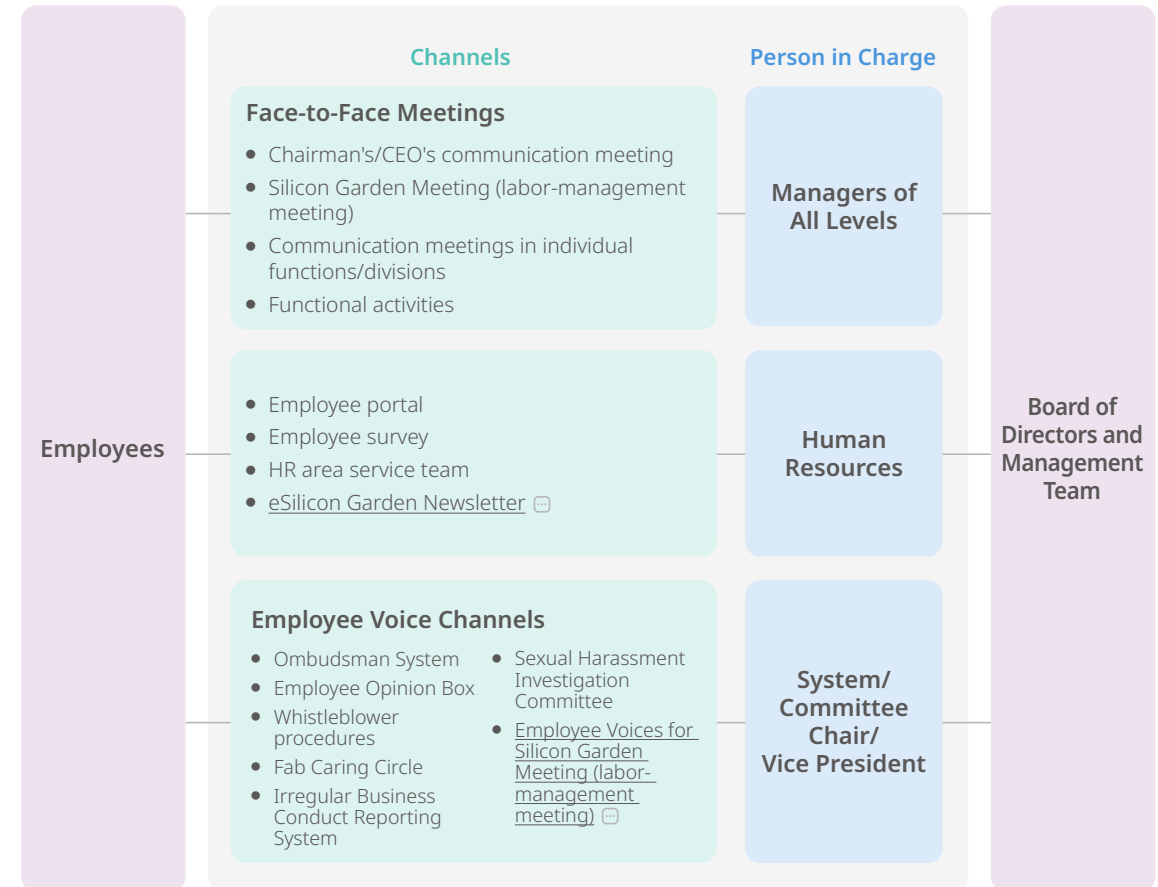 Channels
Person in Charge
Employees
Face-to-Face Meetings
● Chairman's/CEO's communication meeting
● Silicon Garden Meeting (labor-management
meeting)
● Communication meetings in individual
functions/divisions
● Functional activities
Managers of
All Levels
● Employee portal
● Employee survey
● HR area service team
● eSilicon Garden Newsletter
Human
Resources
Employee Voice Channels
● Ombudsman System
● Employee Opinion Box
● Whistleblower
procedures
● Fab Caring Circle
● Irregular Business
Conduct Reporting
System
● Sexual Harassment
Investigation
Committee
● Employee Voices for
Silicon Garden
Meeting (labor-
management
meeting)
System/
Committee
Chair/
Vice President
Board of
Directors and
Management
Team